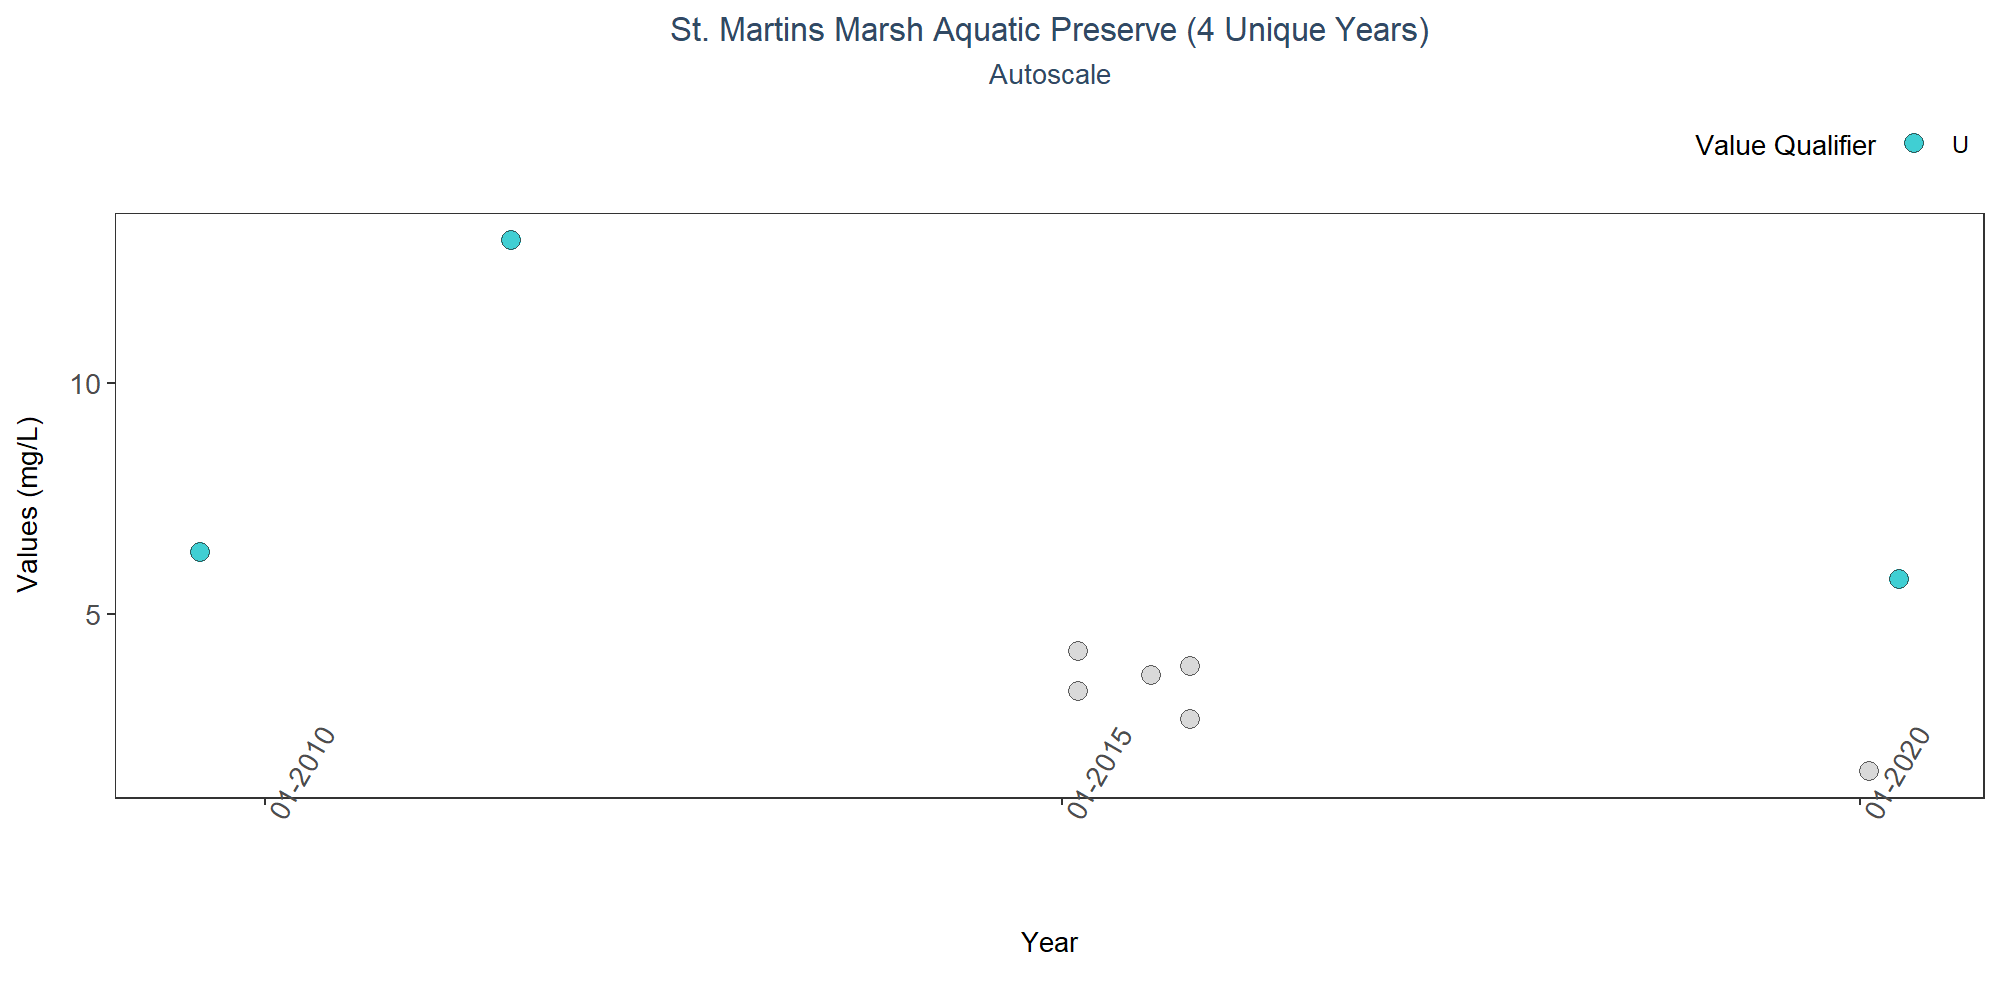 St. Martins Marsh Aquatic Preserve (4 Unique Years)
Autoscale
Value Qualifier U
10
5
Values (mg/L)
01-2010
01-2015
01-2020
Year